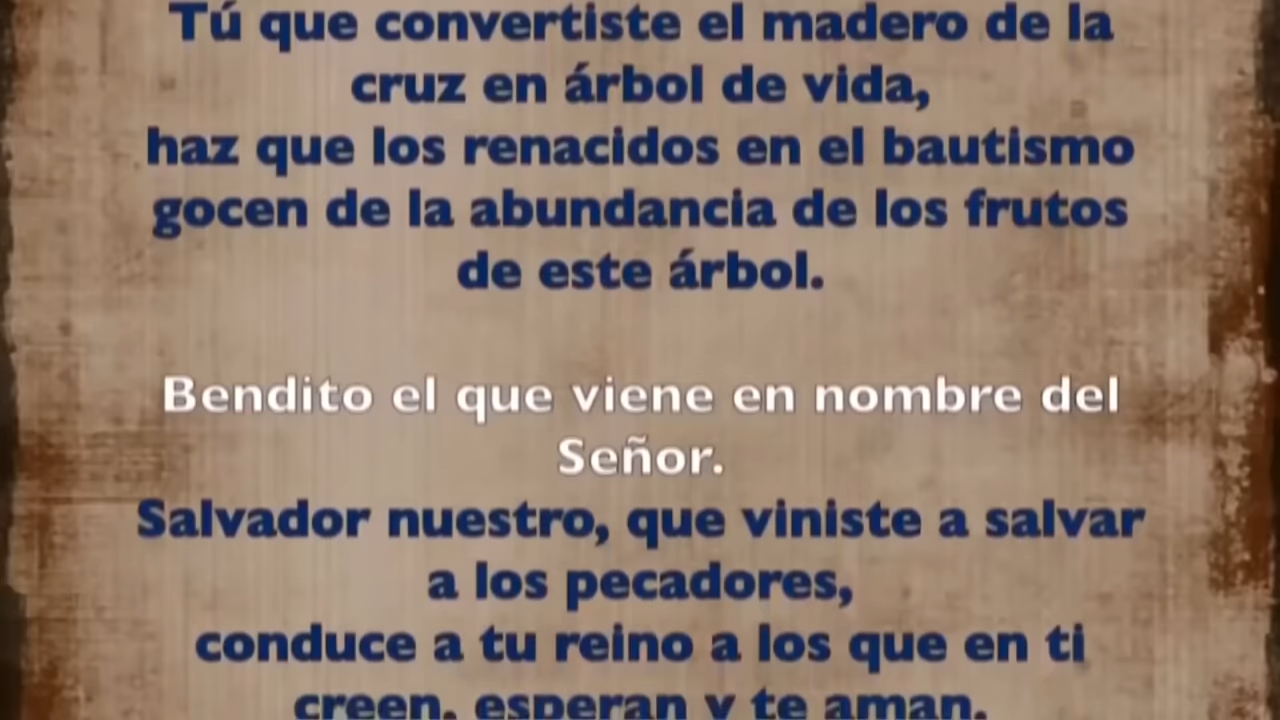 Tú que convertiste el madero de la
cruz en árbol de vida,
haz que los renacidos en el bautismo
gocen de la abundancia de los frutos
de este árbol.
Bendito el que viene en nombre del
Señor.
Salvador nuestro, que viniste a salvar
a los pecadores,
conduce a tu reino a los que en ti
creen, esperan y te aman.